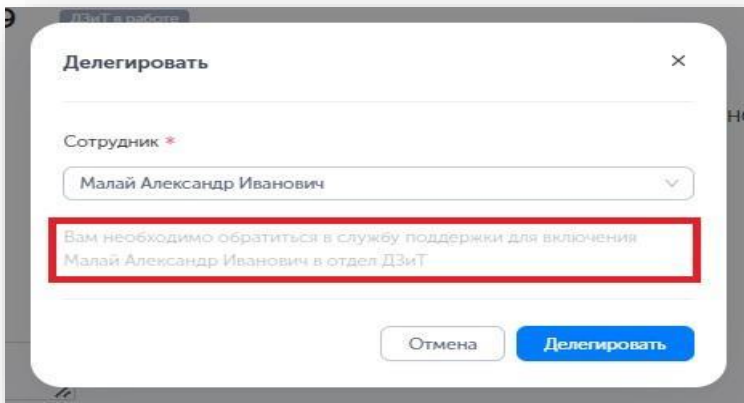 ДЗиТ в работе
Делегировать
Сотрудник *
Малай Александр Иванович
Вам необходимо обратиться в службу поддержки для включения
Малай Александр Иванович в отдел ДЗиТ
Отмена
Делегировать